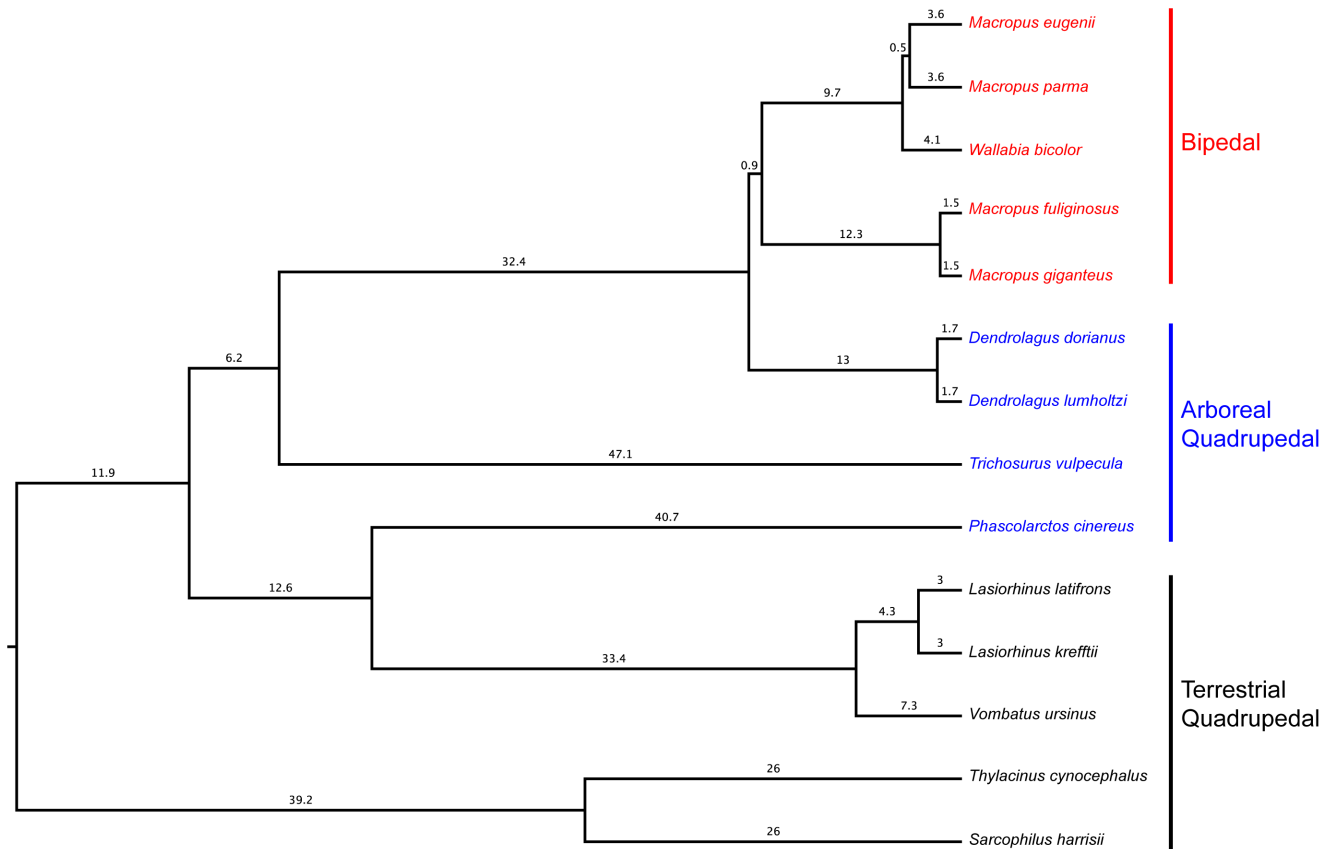 3.6
Macropus eugenii
0.5
3.6
Macropus parma
9.7
4.1
Wallabia bicolor
Bipedal
0.9
1.5
Macropus fuliginosus
12.3
1.5
Macropus giganteus
32.4
1.7
Dendrolagus dorianus
6.2
13
1.7
Dendrolagus lumholtzi
Arboreal
Quadrupedal
47.1
Trichosurus vulpecula
11.9
40.7
Phascolarctos cinereus
12.6
3
Lasiorhinus latifrons
4.3
3
Lasiorhinus krefftii
33.4
7.3
Vombatus ursinus
Terrestrial
Quadrupedal
26
Thylacinus cynocephalus
39.2
26
Sarcophilus harrisii